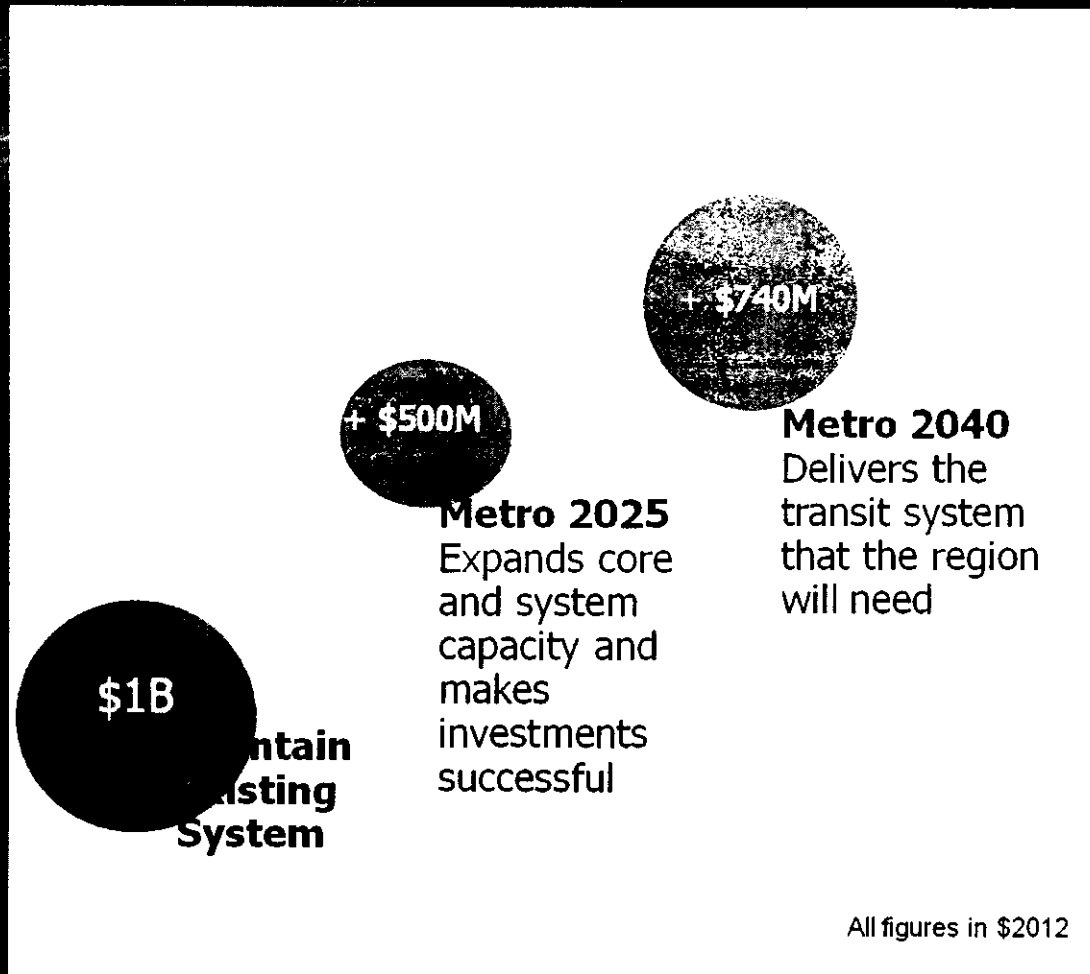 + $740M
Metro 2040
Delivers the
transit system
that the region
will need
+ $500M
Metro 2025
Expands core
and system
capacity and
makes
investments
successful
$1B
ntain
isting
System
All figures in $2012